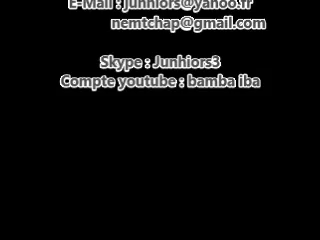 E-Mail : junhiors@yahoo.fr
nemtchap@gmail.com
Skype : Junhiors3
Compte youtube : bamba iba